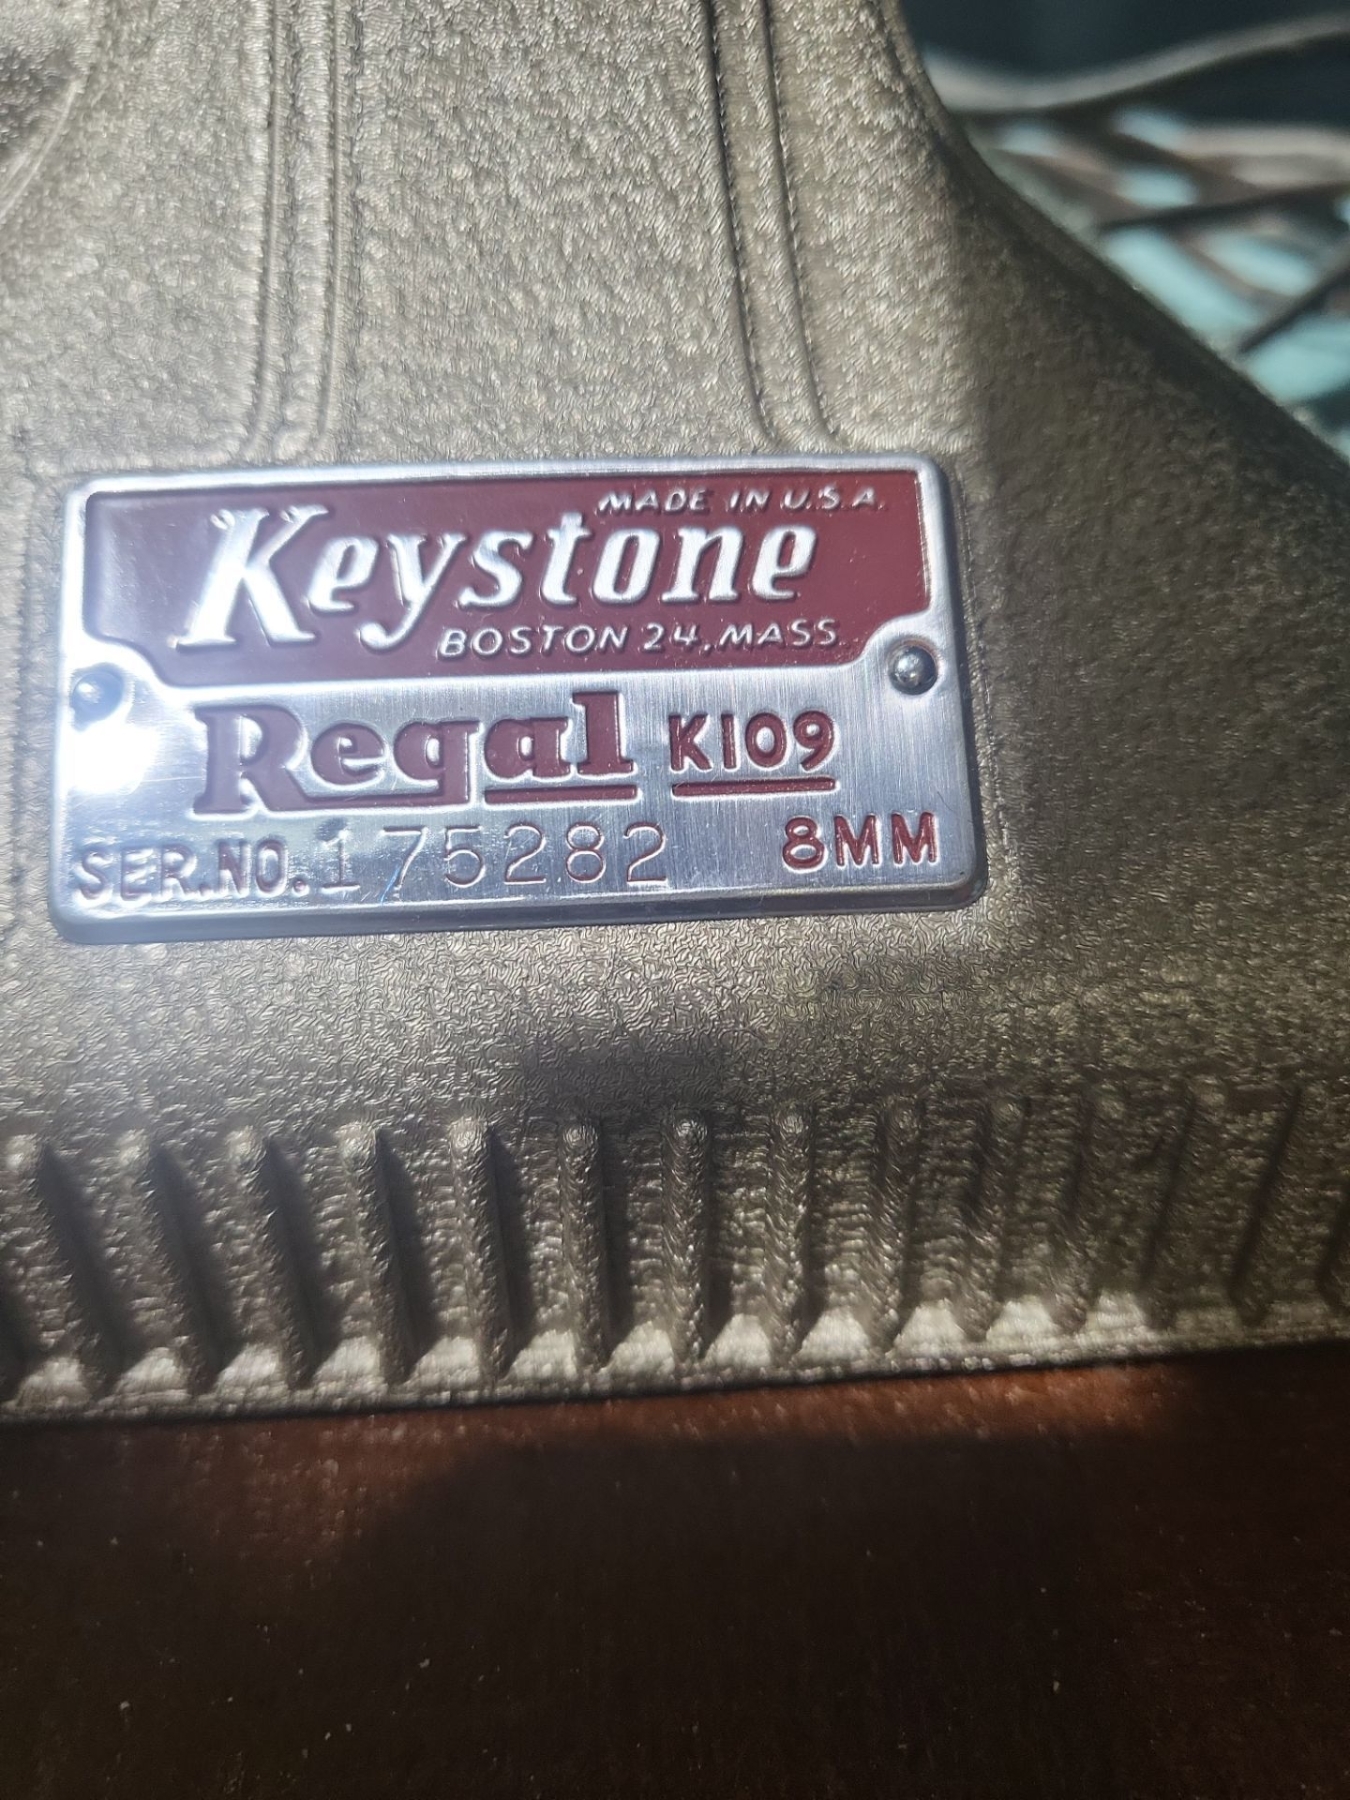 MADE IN U.S.A.
Keystone
BOSTON 24, MASS.
Regal K109
SER.NO. 175282 8MM